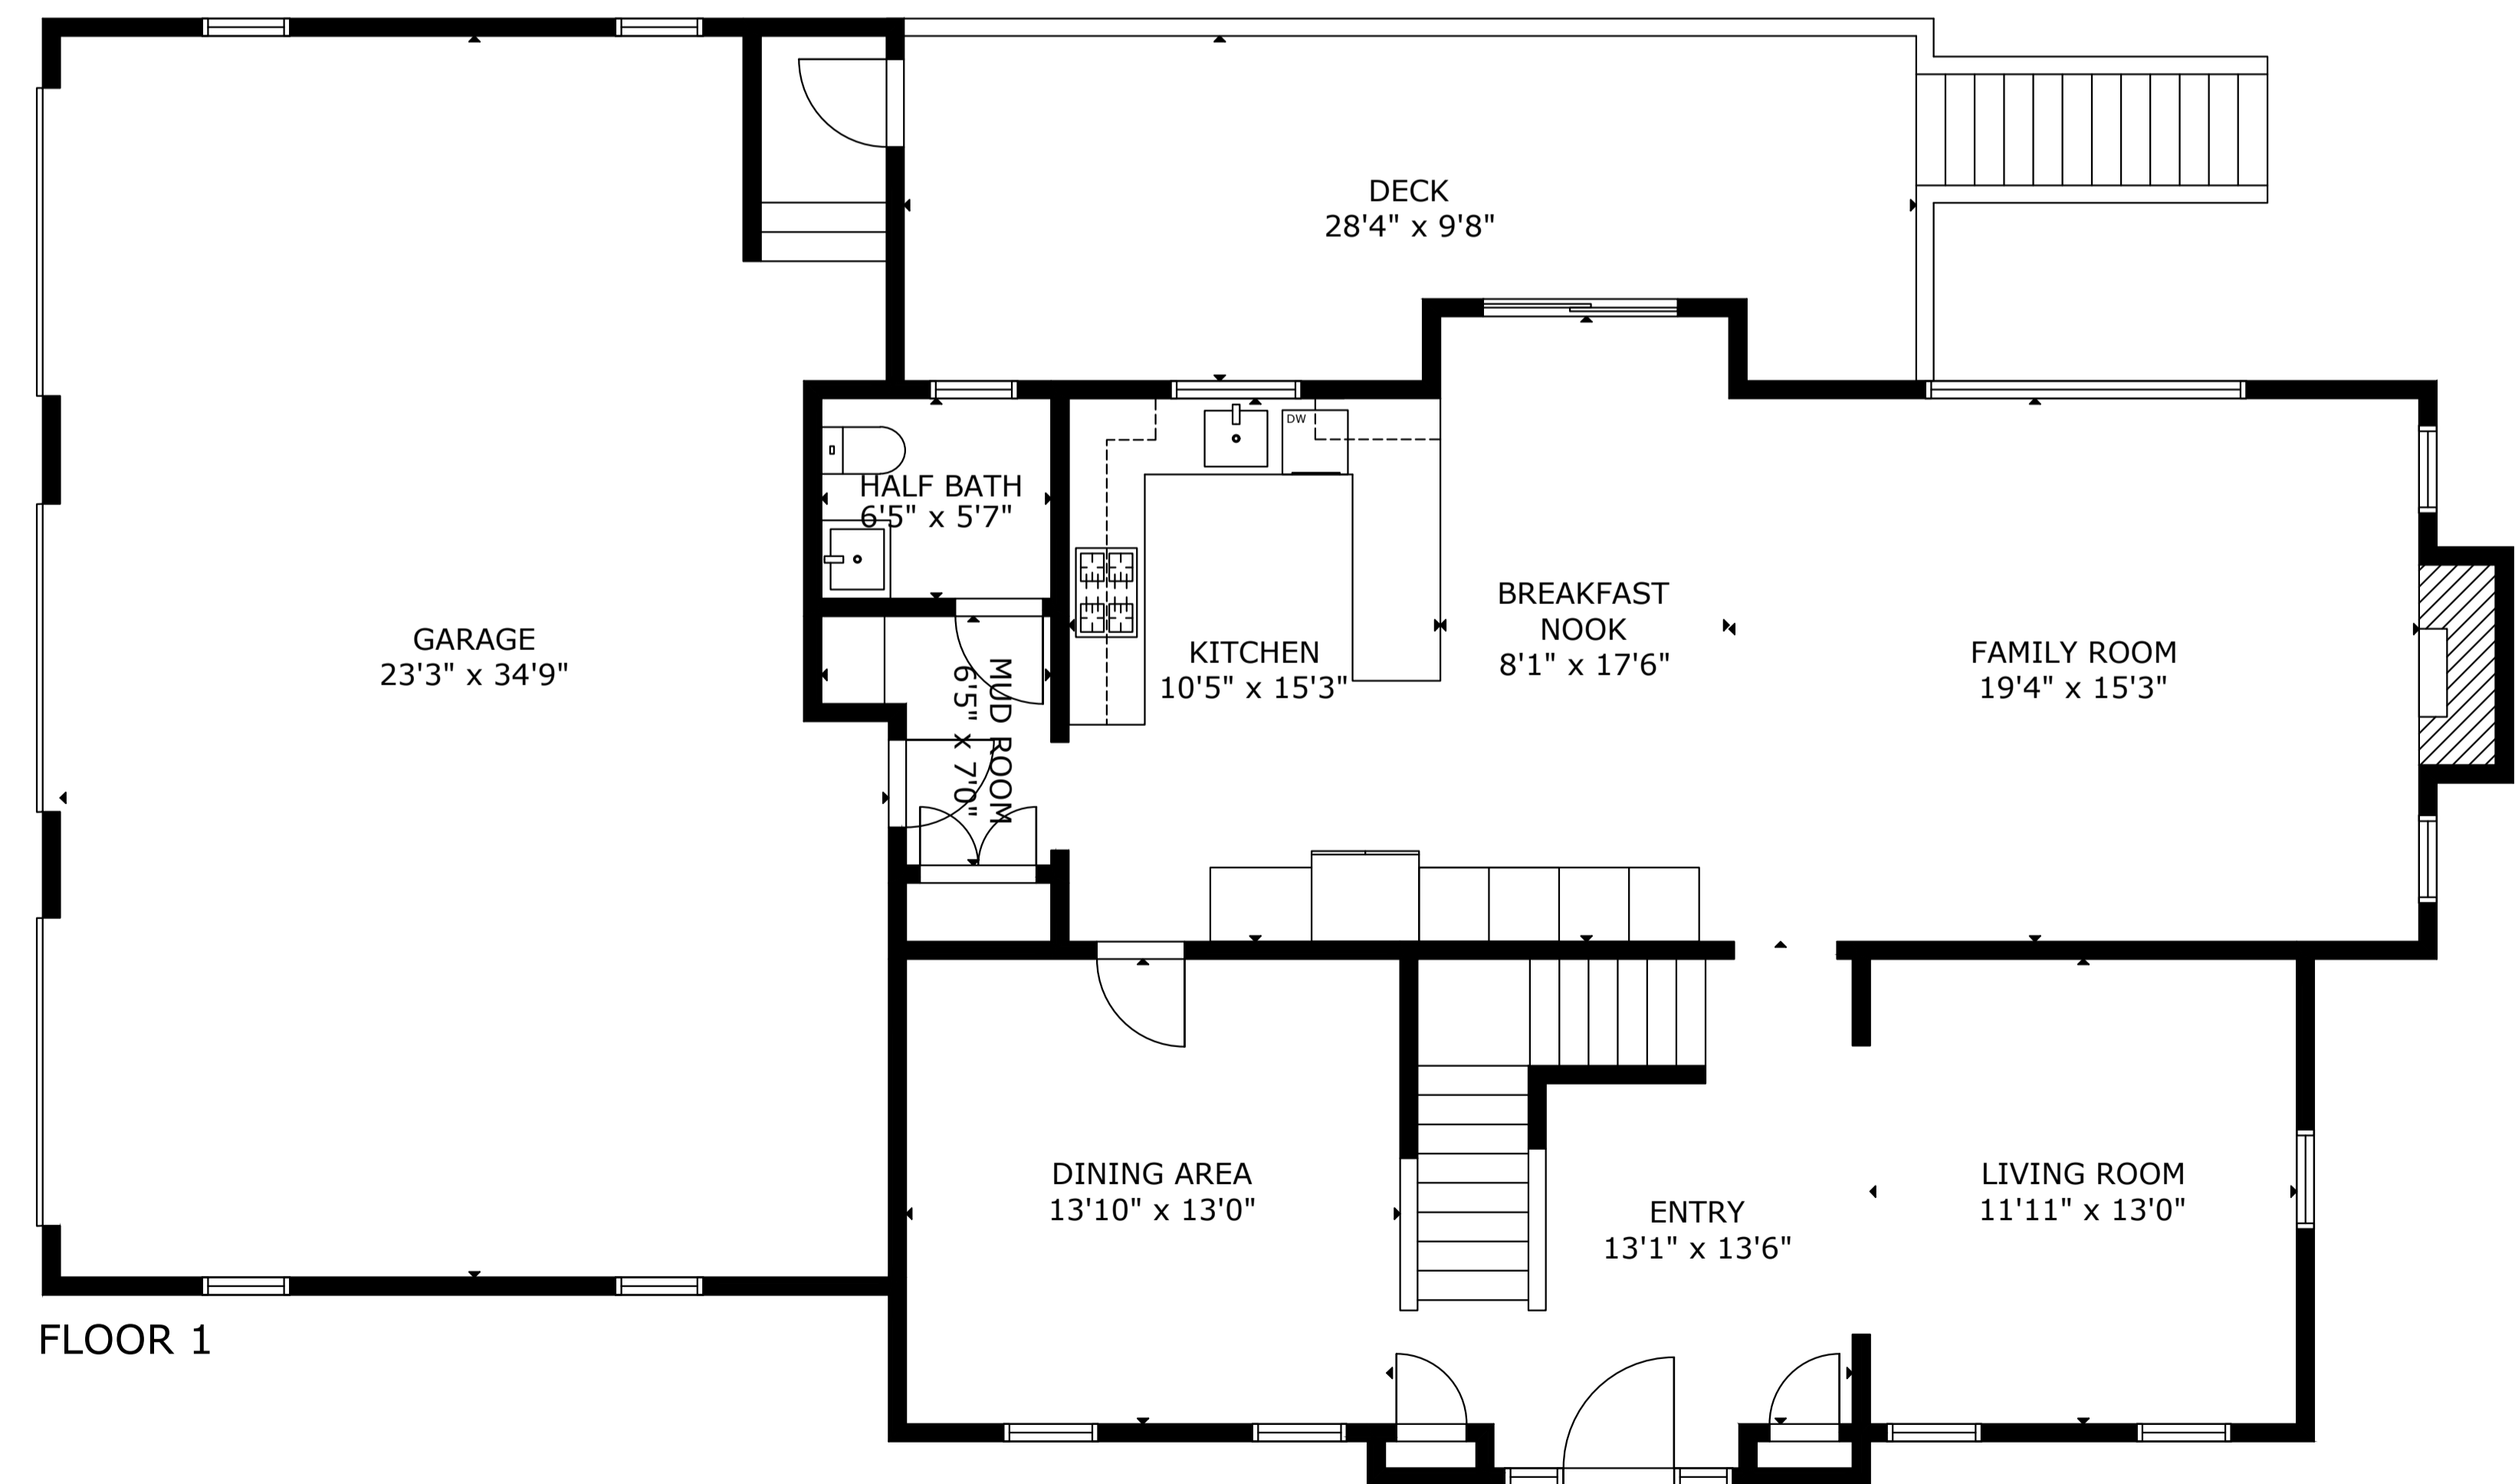 DECK
28'4" x 9'8"
DW
HALF BATH
6'5" x 5'7"
BREAKFAST
NOOK
8'1" x 17'6"
GARAGE
23'3" x 34'9"
KITCHEN
10'5" x 15'3"
FAMILY ROOM
19'4" x 15'3"
MUD ROOM
6'5" x 7'0"
DINING AREA
13'10" x 13'0"
ENTRY
13'1" x 13'6"
LIVING ROOM
11'11" x 13'0"
FLOOR 1